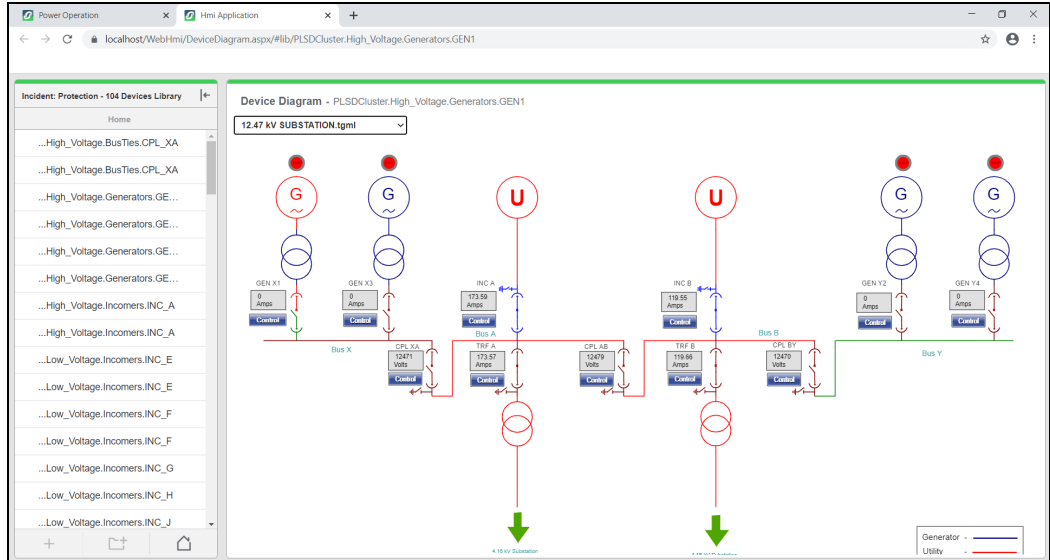 Power Operation
Hmi Application
localhost/WebHmi/DeviceDiagram.aspx/#lib/PLSDCluster.High_Voltage.Generators.GEN1
Incident: Protection - 104 Devices Library
Home
...High_Voltage.BusTies.CPL_XA
...High_Voltage.BusTies.CPL_XA
...High_Voltage.Generators.GE...
...High_Voltage.Generators.GE...
...High_Voltage.Generators.GE...
...High_Voltage.Generators.GE...
...High_Voltage.Incomers.INC_A
...High_Voltage.Incomers.INC_A
...Low_Voltage.Incomers.INC_E
...Low_Voltage.Incomers.INC_E
...Low_Voltage.Incomers.INC_F
...Low_Voltage.Incomers.INC_F
...Low_Voltage.Incomers.INC_G
...Low_Voltage.Incomers.INC_H
...Low_Voltage.Incomers.INC_J
Device Diagram - PLSDCluster.High_Voltage.Generators.GEN1
12.47 kV SUBSTATION.tgml
G G U U G G
GEN X1 GEN X3 INC A INC B GEN Y2 GEN Y4
0 0 173.59 119.55 0 0
Amps Amps Amps Amps Amps Amps
Control Control Control Control Control Control
Bus A Bus B
Bus X CPL XA TRF A CPL AB TRF B CPL BY Bus Y
12471 173.57 12479 119.66 12470
Volts Amps Volts Amps Volts
Control Control Control Control Control
Generator -
Utility -
4.16 kV Substation